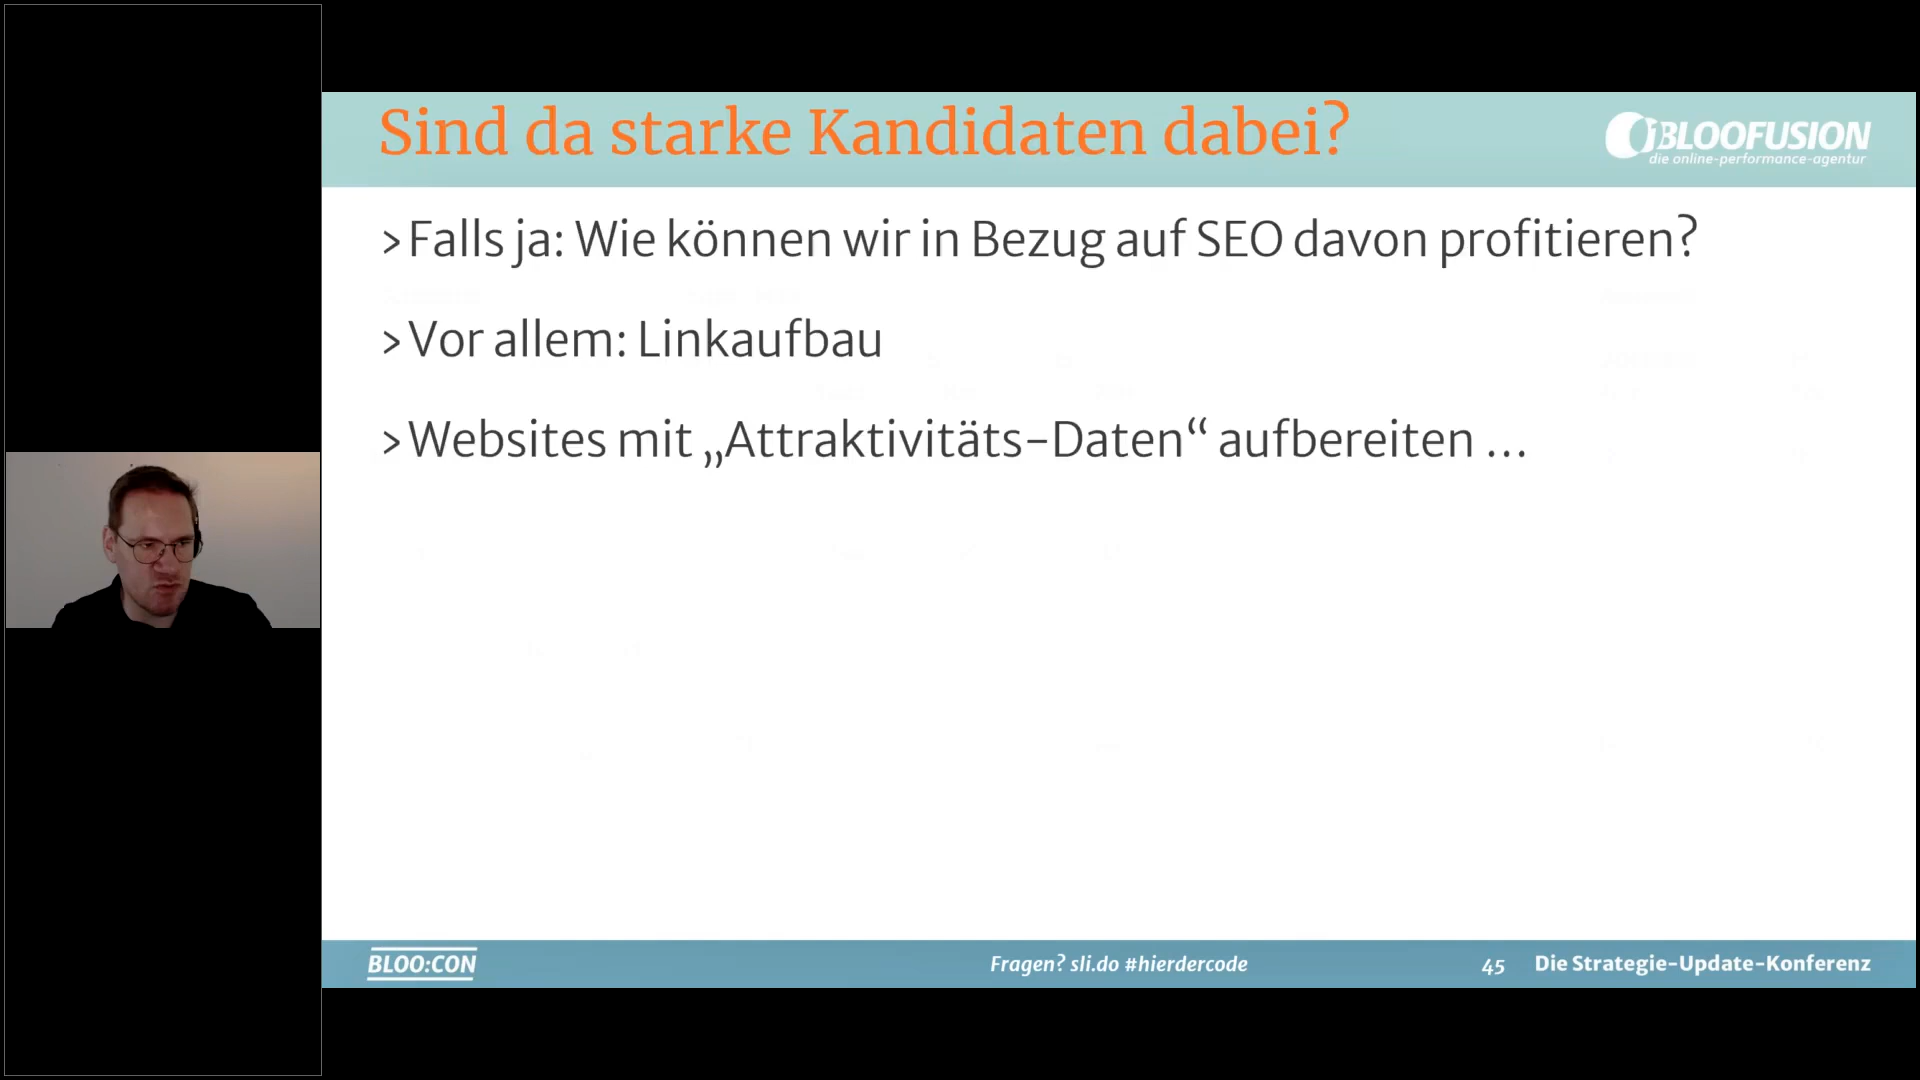 Sind da starke Kandidaten dabei?
BLOOFUSION
die online-performance-agentur
>Falls ja: Wie können wir in Bezug auf SEO davon profitieren?
>Vor allem: Linkaufbau
>Websites mit „Attraktivitäts-Daten“ aufbereiten …
BLOO:CON
Fragen? sli.do #hierdercode
45
Die Strategie-Update-Konferenz